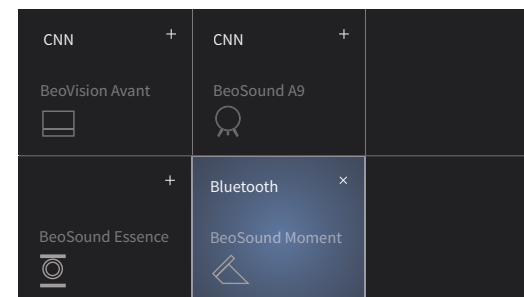 CNN +
CNN +
BeoVision Avant
BeoSound A9
+
Bluetooth ×
BeoSound Essence
BeoSound Moment